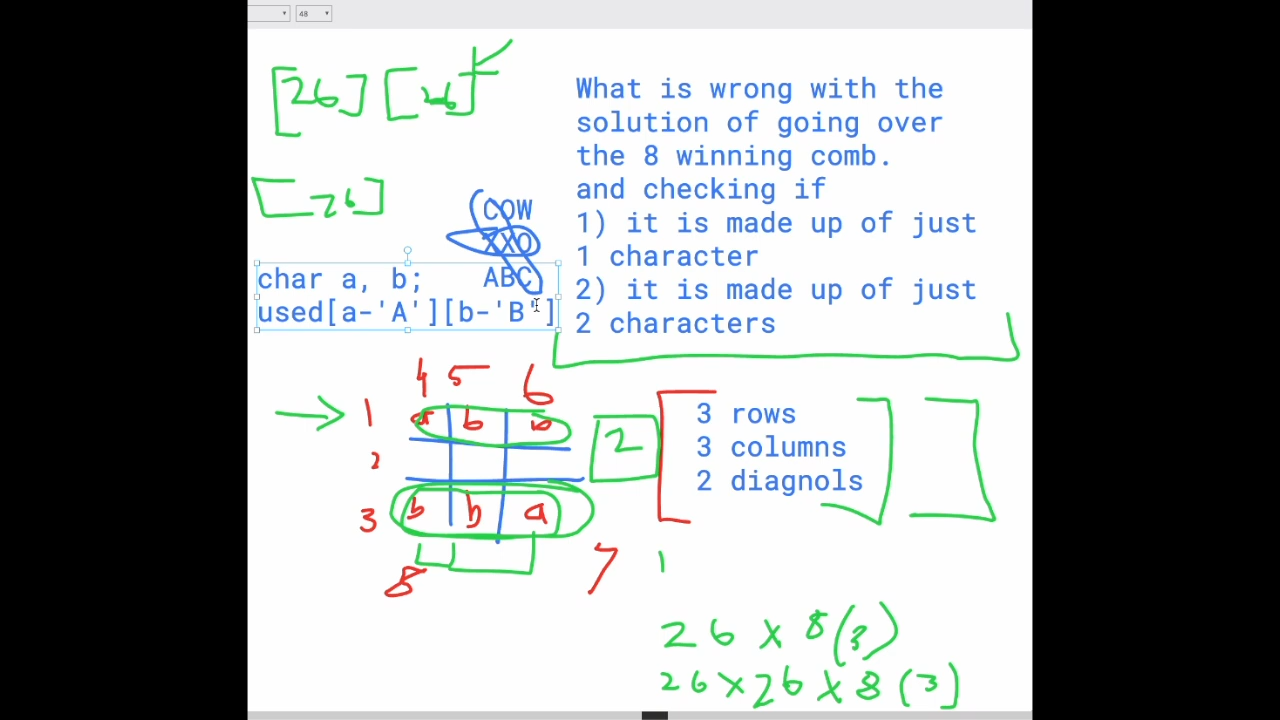 48
[26] [26]
[26]
What is wrong with the
solution of going over
the 8 winning comb.
and checking if
1) it is made up of just
1 character
2) it is made up of just
2 characters
COW
XXO
ABC
char a, b;
used[a-'A'][b-'B']
4 5 6
1 a b b
2
3 b b a
8 7
2
3 rows
3 columns
2 diagnols
1
26 x 8 (3)
26 x 26 x 8 (3)